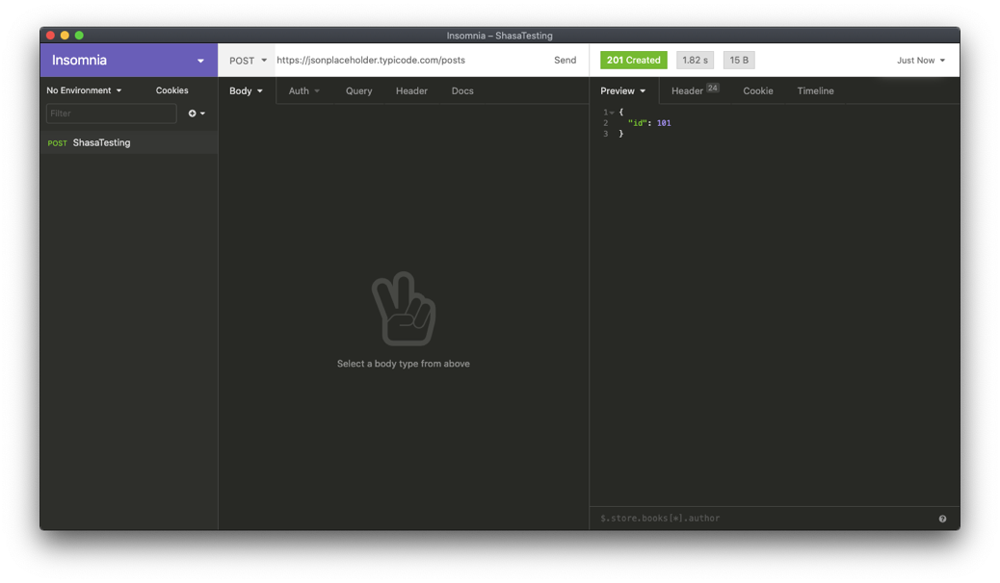 Insomnia – ShasaTesting
Insomnia
POST
https://jsonplaceholder.typicode.com/posts
Send
201 Created
1.82 s
15 B
Just Now
No Environment
Cookies
Body
Auth
Query
Header
Docs
Preview
Header 24
Cookie
Timeline
Filter
POST ShasaTesting
1 {
2 "id": 101
3 }
Select a body type from above
$.store.books[*].author